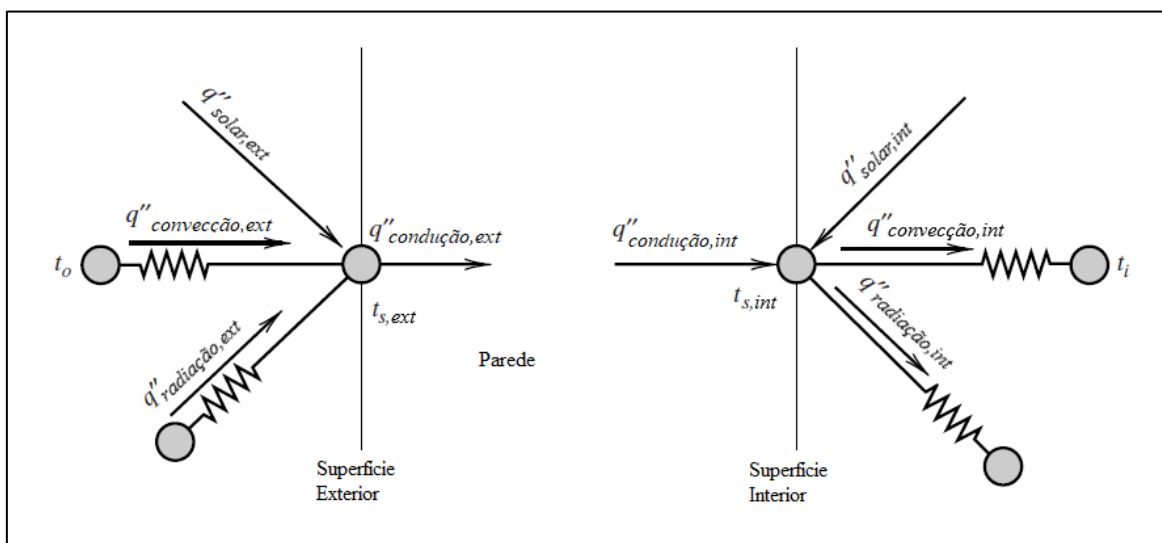 q″solar,ext
q″convecção,ext
q″condução,ext
to
ts,ext
q″radiação,ext
Parede
Superfície
Exterior
q″solar,int
q″condução,int
q″convecção,int
ti
ts,int
q″radiação,int
Superfície
Interior